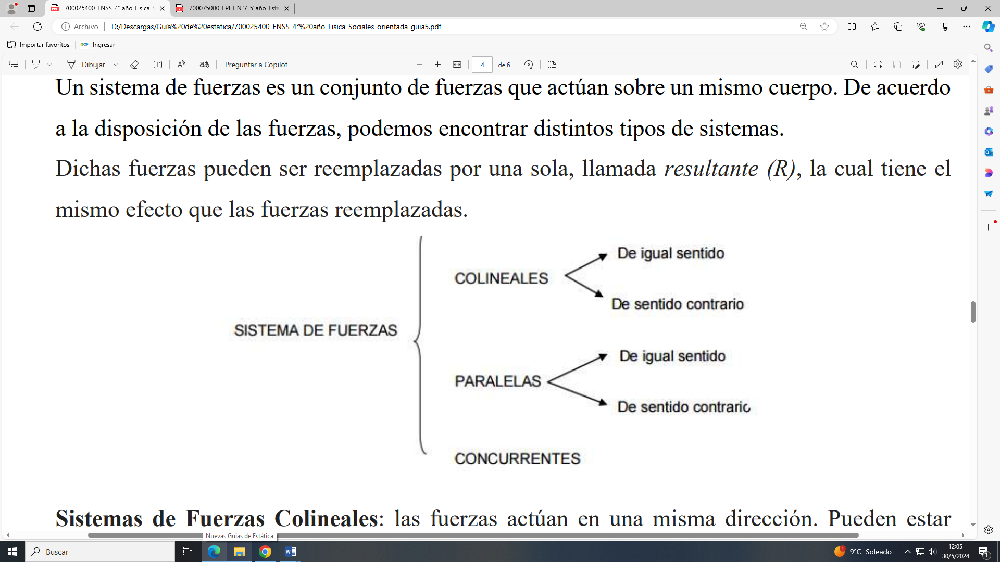 700025400_ENSS_4° año_Fisica_S
700075000_EPET N°7_5°año_Esta
Archivo
D:/Descargas/Guía%20de%20estatica/700025400_ENSS_4°%20año_Fisica_Sociales_orientada_guia5.pdf
Importar favoritos
Ingresar
Dibujar
Preguntar a Copilot
4
de 6
Un sistema de fuerzas es un conjunto de fuerzas que actúan sobre un mismo cuerpo. De acuerdo
a la disposición de las fuerzas, podemos encontrar distintos tipos de sistemas.
Dichas fuerzas pueden ser reemplazadas por una sola, llamada resultante (R), la cual tiene el
mismo efecto que las fuerzas reemplazadas.
De igual sentido
COLINEALES
De sentido contrario
SISTEMA DE FUERZAS
De igual sentido
PARALELAS
De sentido contrario
CONCURRENTES
Sistemas de Fuerzas Colineales: las fuerzas actúan en una misma dirección. Pueden estar
Nuevas Guias de Estática
Buscar
1
9°C Soleado
12:05
30/5/2024
1